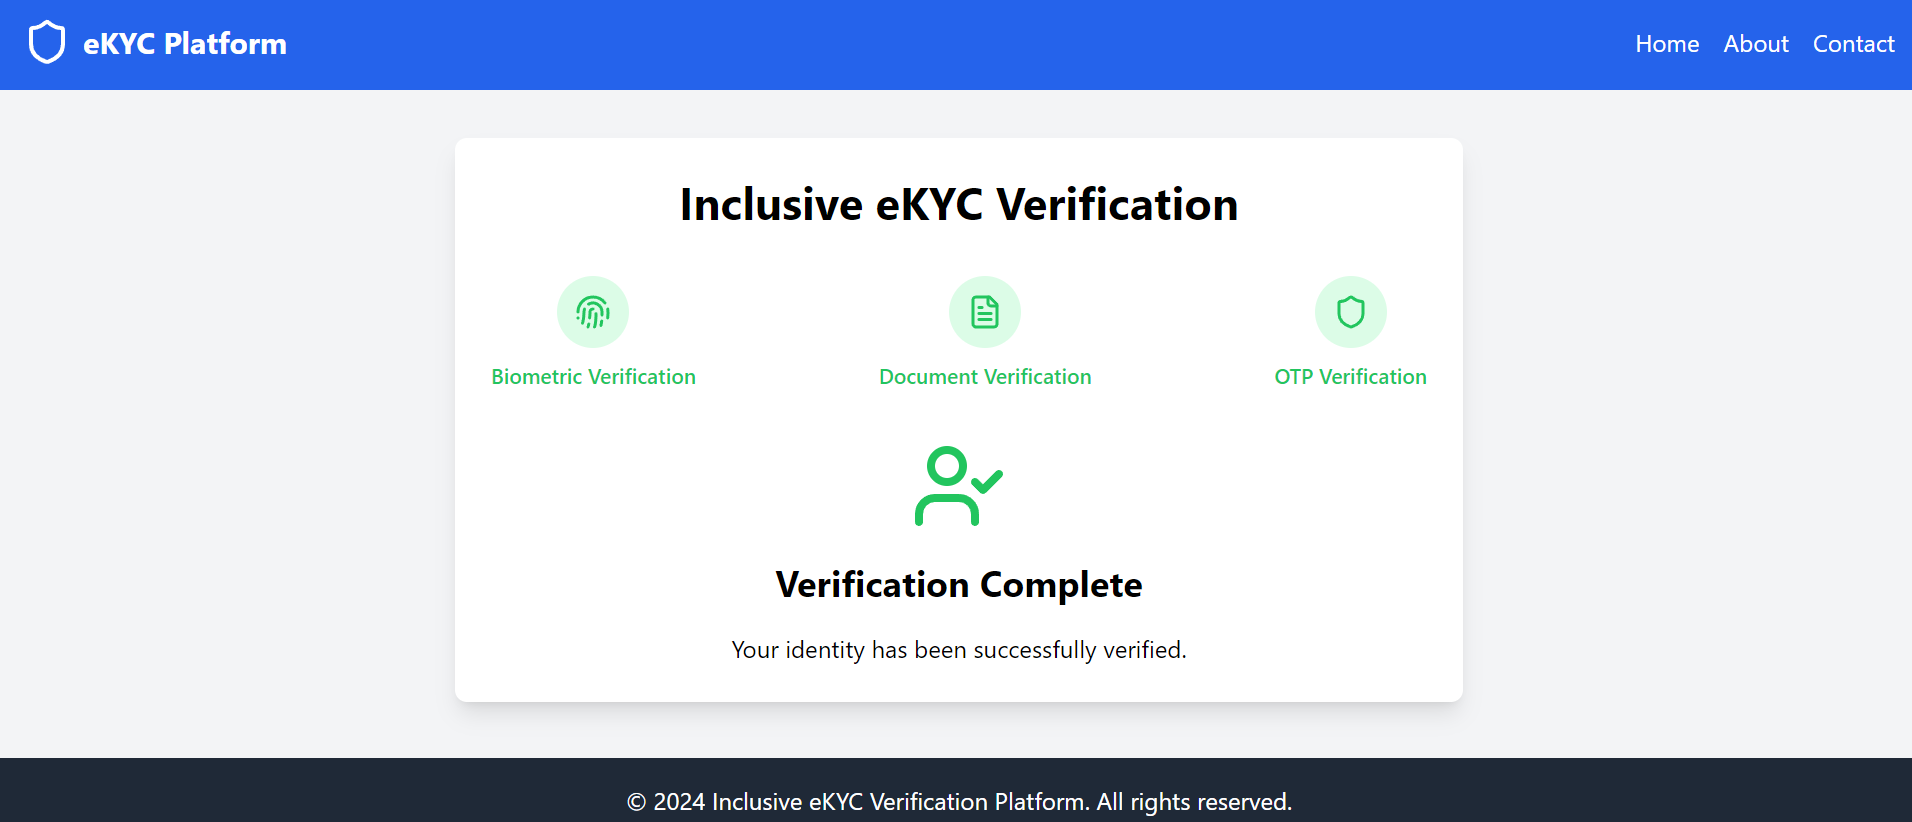 eKYC Platform
Home About Contact
Inclusive eKYC Verification
Biometric Verification
Document Verification
OTP Verification
Verification Complete
Your identity has been successfully verified.
© 2024 Inclusive eKYC Verification Platform. All rights reserved.